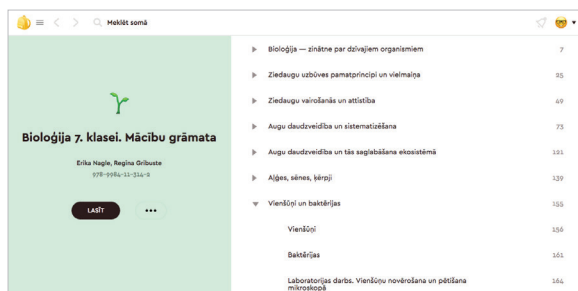 Meklēt somā
Bioloģija 7. klasei. Mācību grāmata
Erika Nagle, Regīna Gribuste
978-9984-11-314-2
LASĪT
Bioloģija — zinātne par dzīvajiem organismiem 7
Ziedaugu uzbūves pamatprincipi un vielmaiņa 25
Ziedaugu vairošanās un attīstība 49
Augu daudzveidība un sistematizēšana 73
Augu daudzveidība un tās saglabāšana ekosistēmā 121
Aļģes, sēnes, ķērpji 139
Vienšūņi un baktērijas 155
Vienšūņi 156
Baktērijas 161
Laboratorijas darbs. Vienšūņu novērošana un pētīšana 164
mikroskopā